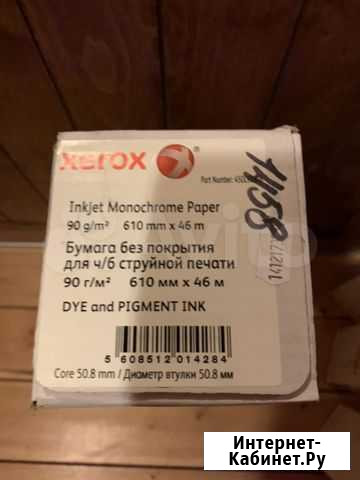 xerox
Part Number:
Inkjet Monochrome Paper
90 g/m² 610 mm x 46 m
Бумага без покрытия
для ч/б струйной печати
90 г/м² 610 мм x 46 м
DYE and PIGMENT INK
5 608512 014284
Core 50.8 mm / Диаметр втулки 50.8 мм
1458
Интернет-
Кабинет.Ру